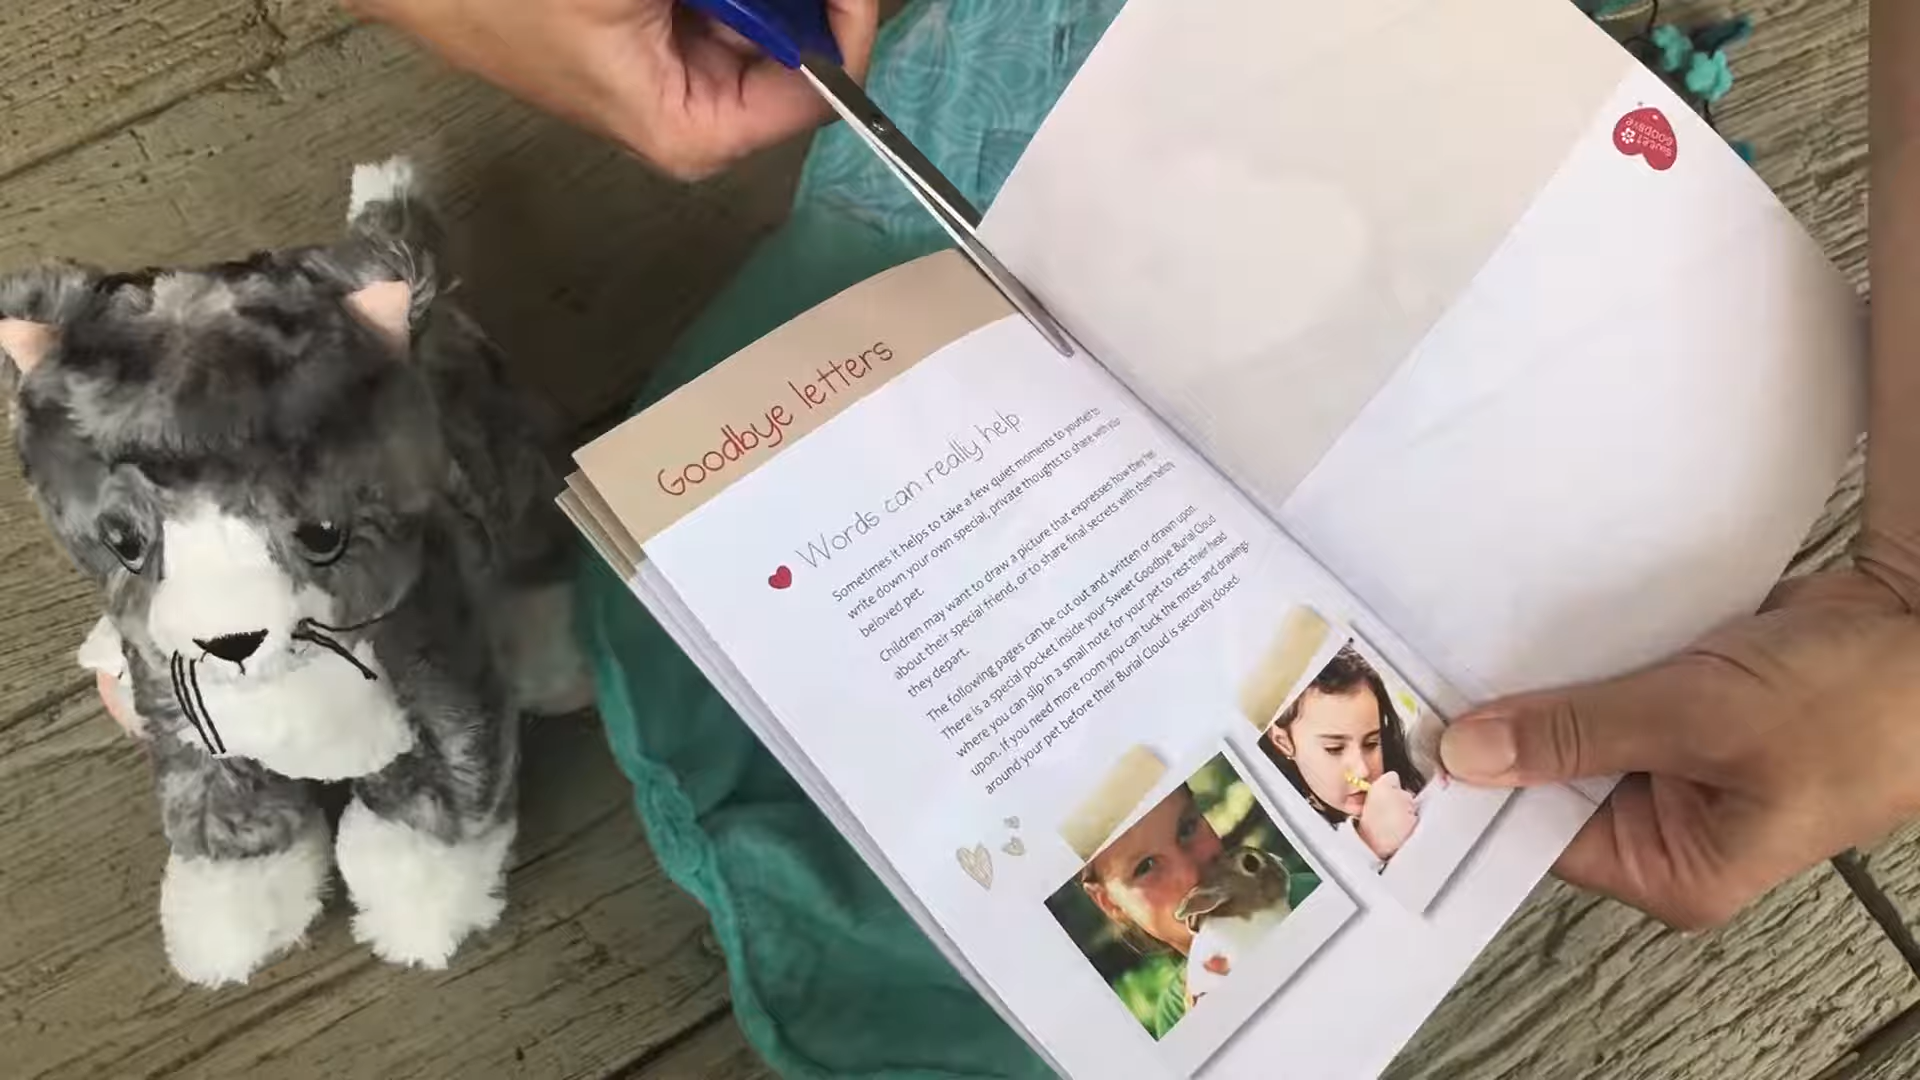 Goodbye letters
Words can really help
Sometimes it helps to take a few quiet moments to yourself to
write down your own special, private thoughts to share with your
beloved pet.
Children may want to draw a picture that expresses how they feel
about their special friend, or to share final secrets with them before
they depart.
The following pages can be cut out and written or drawn upon.
There is a special pocket inside your Sweet Goodbye Burial Cloud
where you can slip in a small note for your pet to rest their head
upon. If you need more room you can tuck the notes and drawings
around your pet before their Burial Cloud is securely closed.
SWEET
GOODBYE